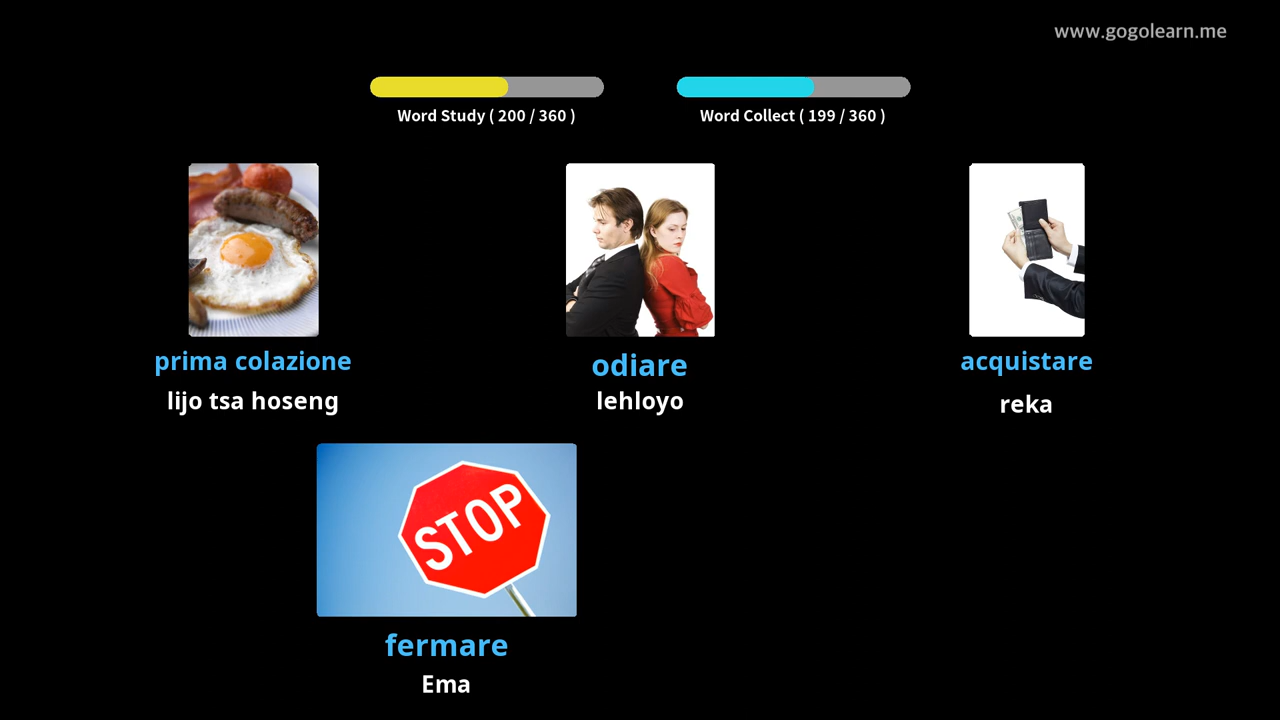 www.gogolearn.me
Word Study ( 200 / 360 )
Word Collect ( 199 / 360 )
prima colazione
lijo tsa hoseng
odiare
lehloyo
acquistare
reka
STOP
fermare
Ema